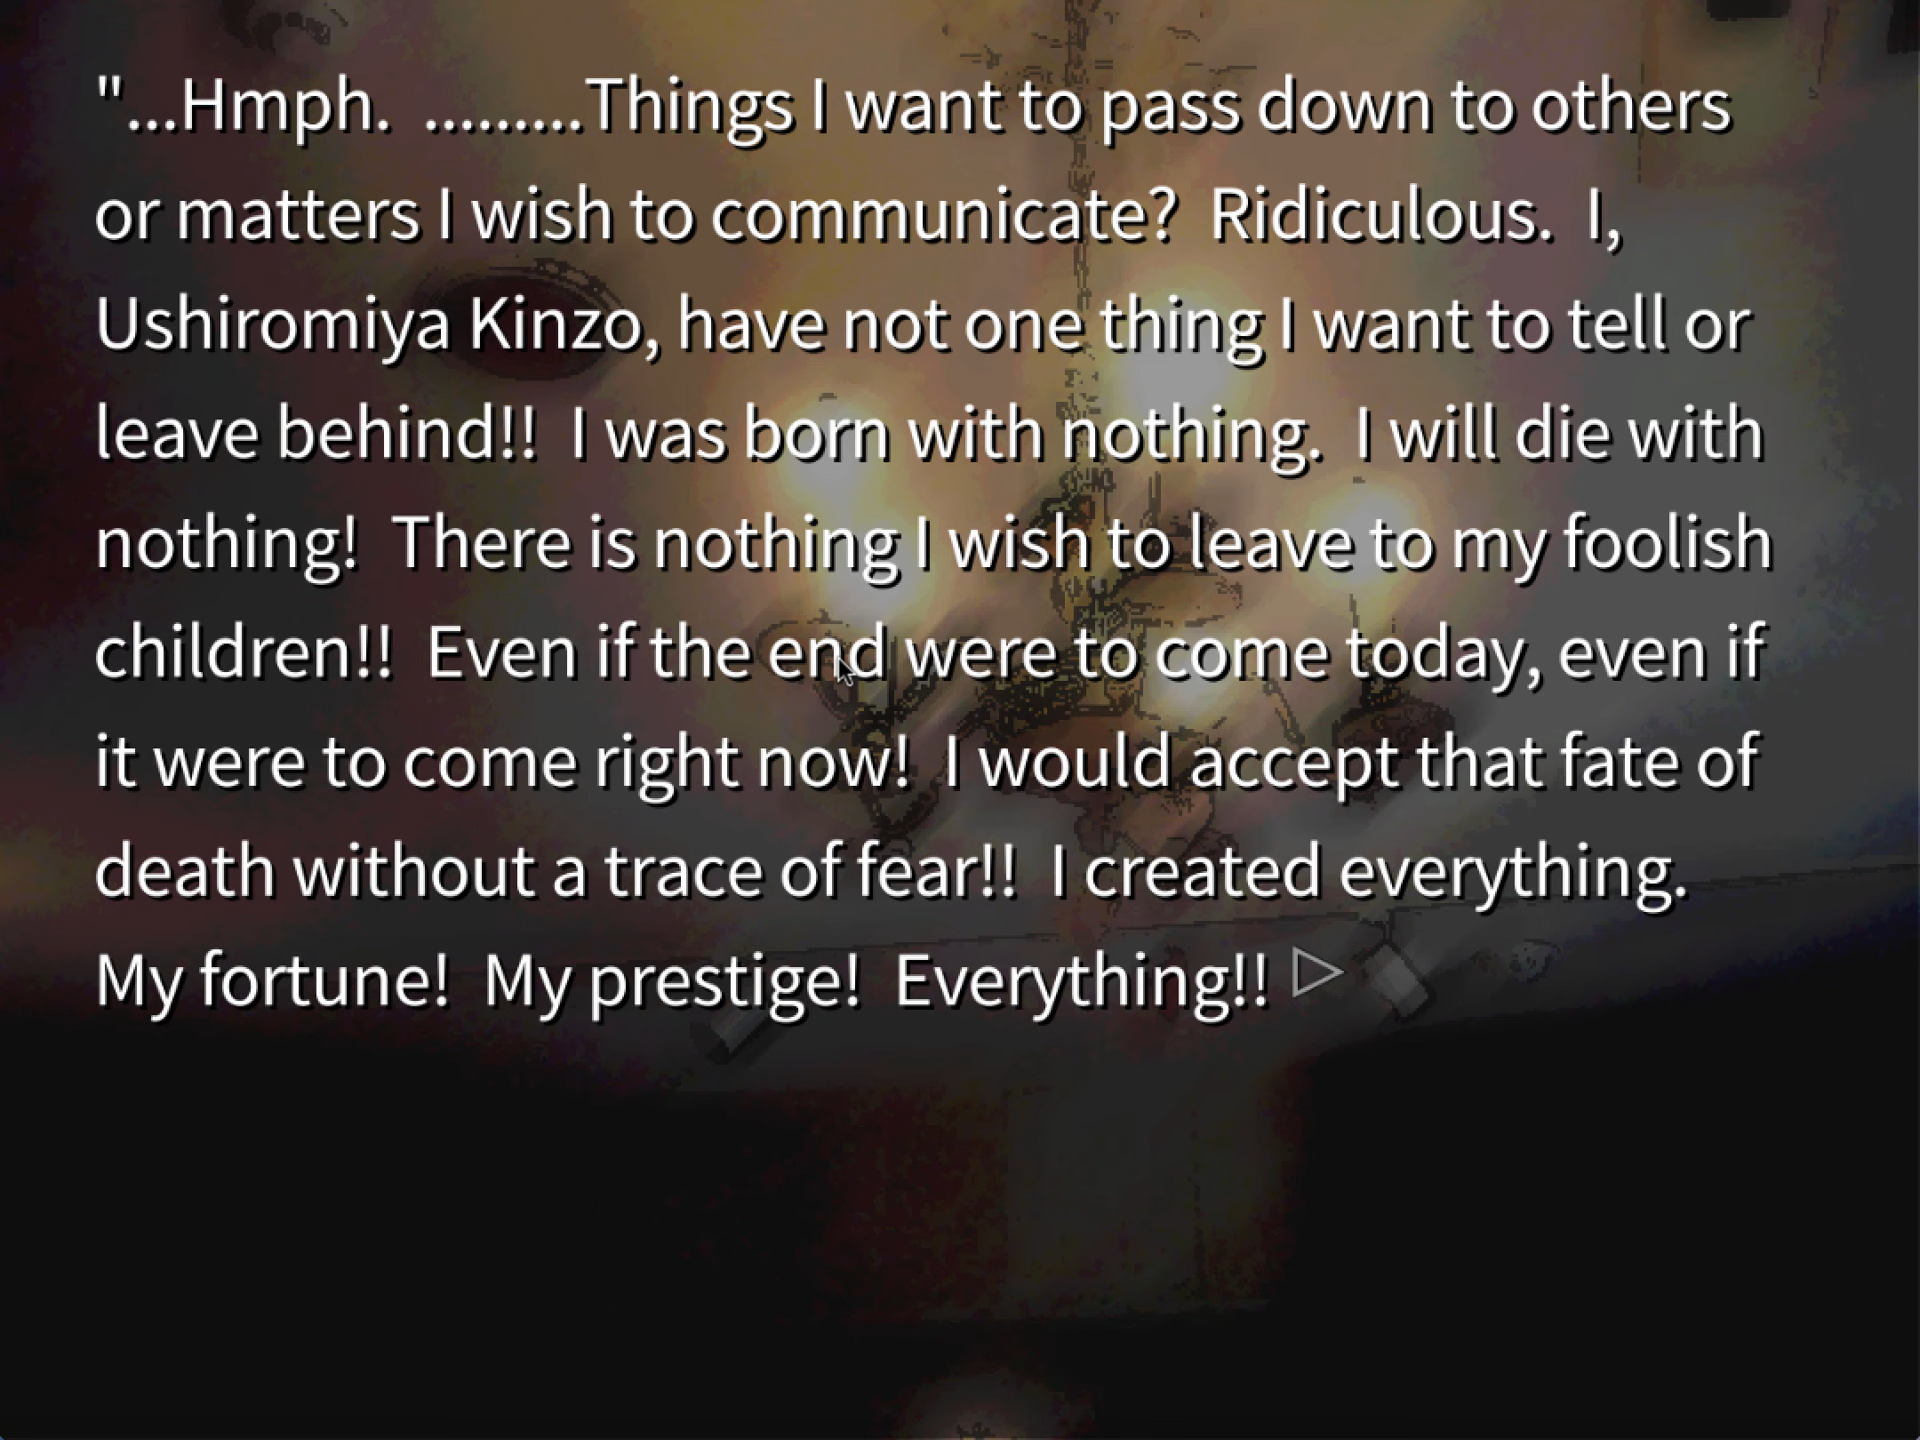 "...Hmph.  .........Things I want to pass down to others
or matters I wish to communicate?  Ridiculous.  I,
Ushiromiya Kinzo, have not one thing I want to tell or
leave behind!!  I was born with nothing.  I will die with
nothing!  There is nothing I wish to leave to my foolish
children!!  Even if the end were to come today, even if
it were to come right now!  I would accept that fate of
death without a trace of fear!!  I created everything.
My fortune!  My prestige!  Everything!!